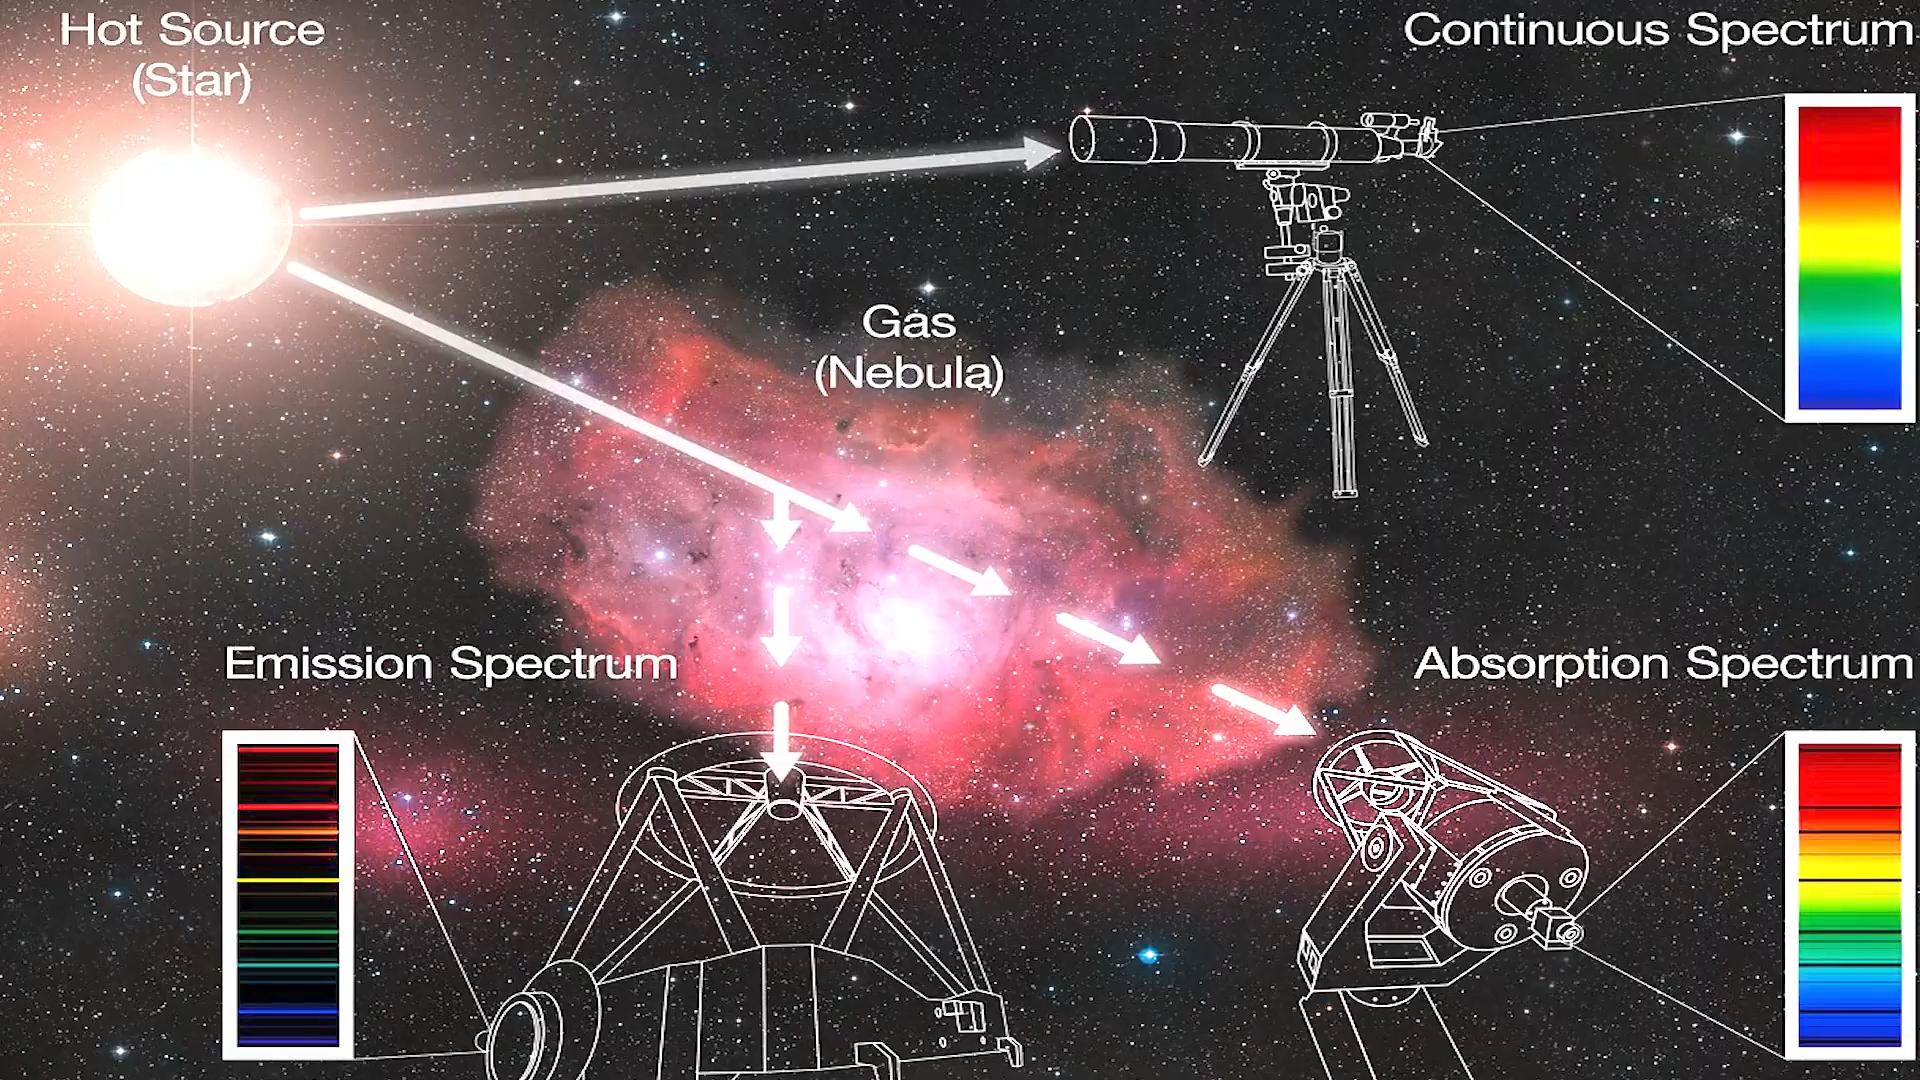 Hot Source
(Star)
Continuous Spectrum
Gas
(Nebula)
Emission Spectrum
Absorption Spectrum